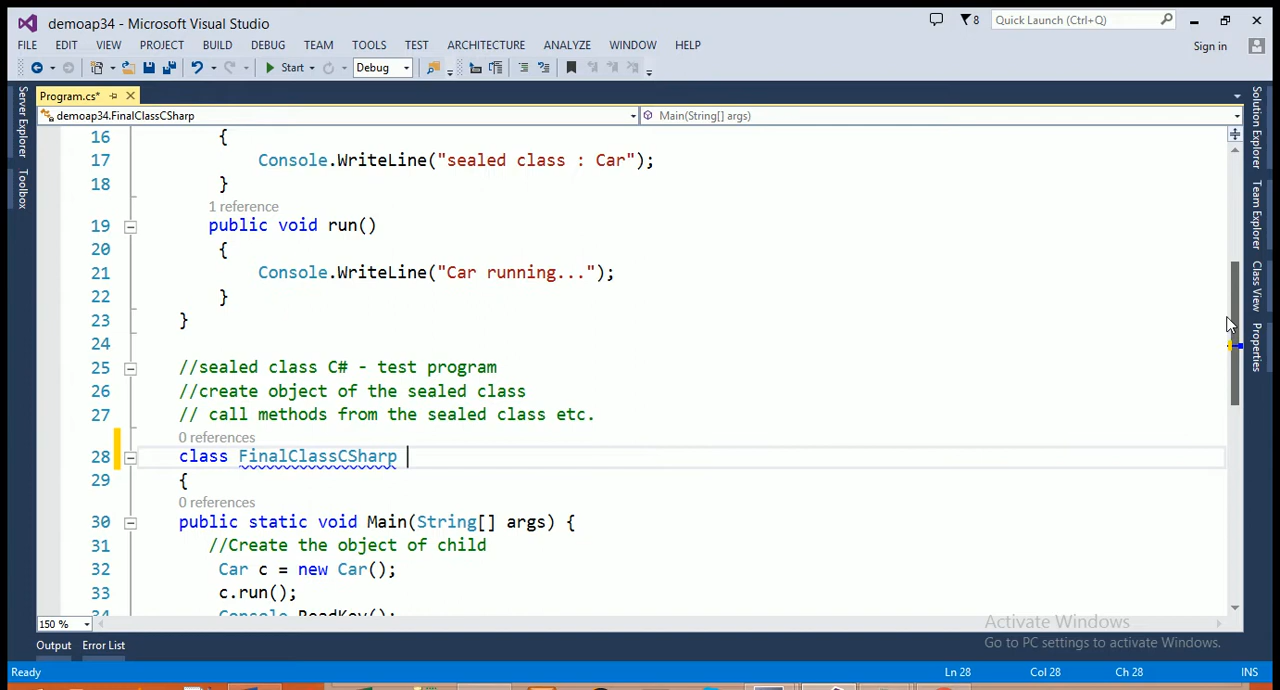 demoap34 - Microsoft Visual Studio
8
Quick Launch (Ctrl+Q)
FILE EDIT VIEW PROJECT BUILD DEBUG TEAM TOOLS TEST ARCHITECTURE ANALYZE WINDOW HELP
Sign in
Start Debug
Server Explorer
Toolbox
Program.cs*
demoap34.FinalClassCSharp
Main(String[] args)
16 {
17 Console.WriteLine("sealed class : Car");
18 }
1 reference
19 public void run()
20 {
21 Console.WriteLine("Car running...");
22 }
23 }
24
25 //sealed class C# - test program
26 //create object of the sealed class
27 // call methods from the sealed class etc.
0 references
28 class FinalClassCSharp
29 {
0 references
30 public static void Main(String[] args) {
31 //Create the object of child
32 Car c = new Car();
33 c.run();
34 Console.ReadKey();
Solution Explorer
Team Explorer
Class View
Properties
150 %
Activate Windows
Go to PC settings to activate Windows.
Output Error List
Ready Ln 28 Col 28 Ch 28 INS